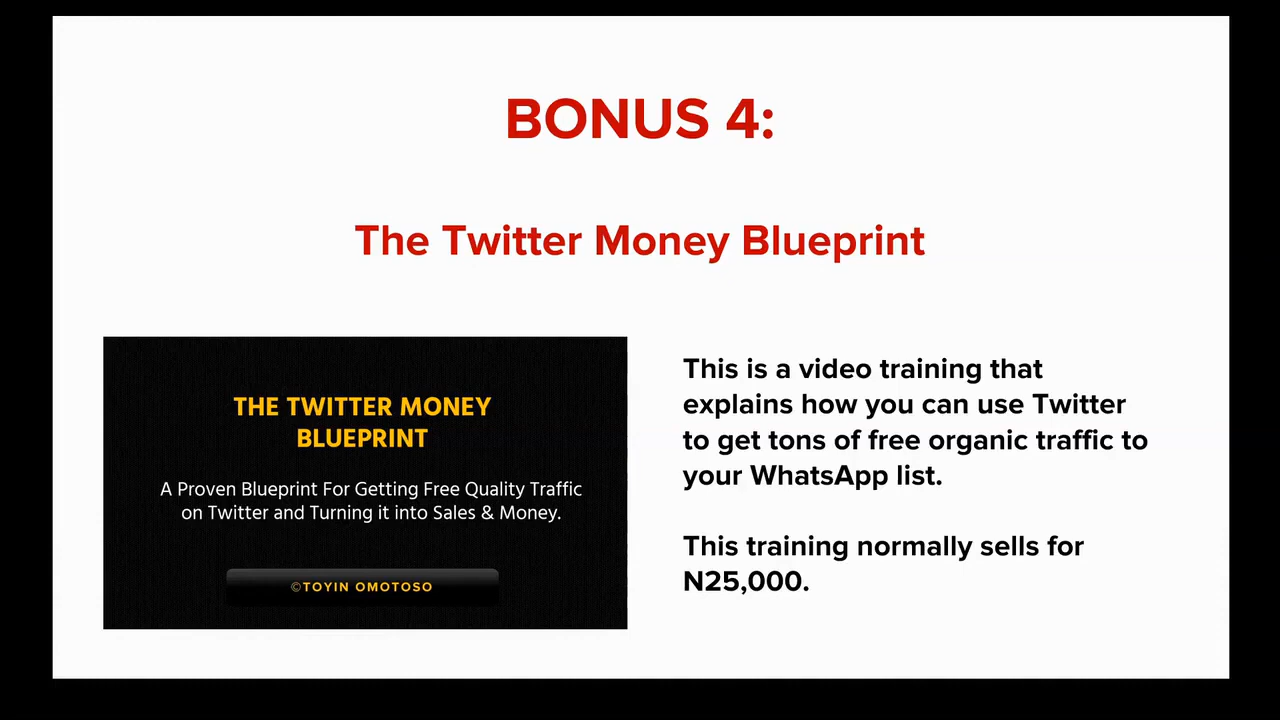 BONUS 4:
The Twitter Money Blueprint
THE TWITTER MONEY
BLUEPRINT
A Proven Blueprint For Getting Free Quality Traffic
on Twitter and Turning it into Sales & Money.
©TOYIN OMOTOSO
This is a video training that
explains how you can use Twitter
to get tons of free organic traffic to
your WhatsApp list.
This training normally sells for
N25,000.